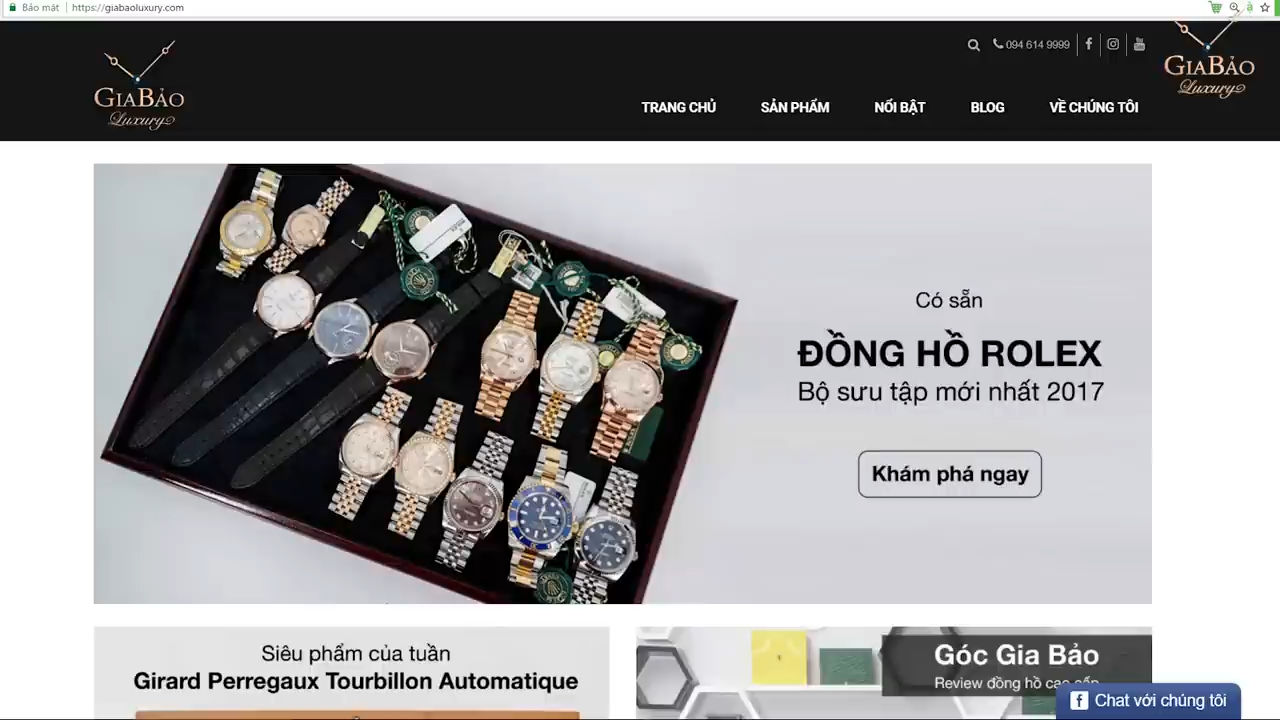 Bảo mật
https://giabaoluxury.com
094 614 9999
GIABẢO
Luxury
GIABẢO
Luxury
TRANG CHỦ
SẢN PHẨM
NỔI BẬT
BLOG
VỀ CHÚNG TÔI
Có sẵn
ĐỒNG HỒ ROLEX
Bộ sưu tập mới nhất 2017
Khám phá ngay
Siêu phẩm của tuần
Girard Perregaux Tourbillon Automatique
Góc Gia Bảo
Review đồng hồ cao cấp
Chat với chúng tôi